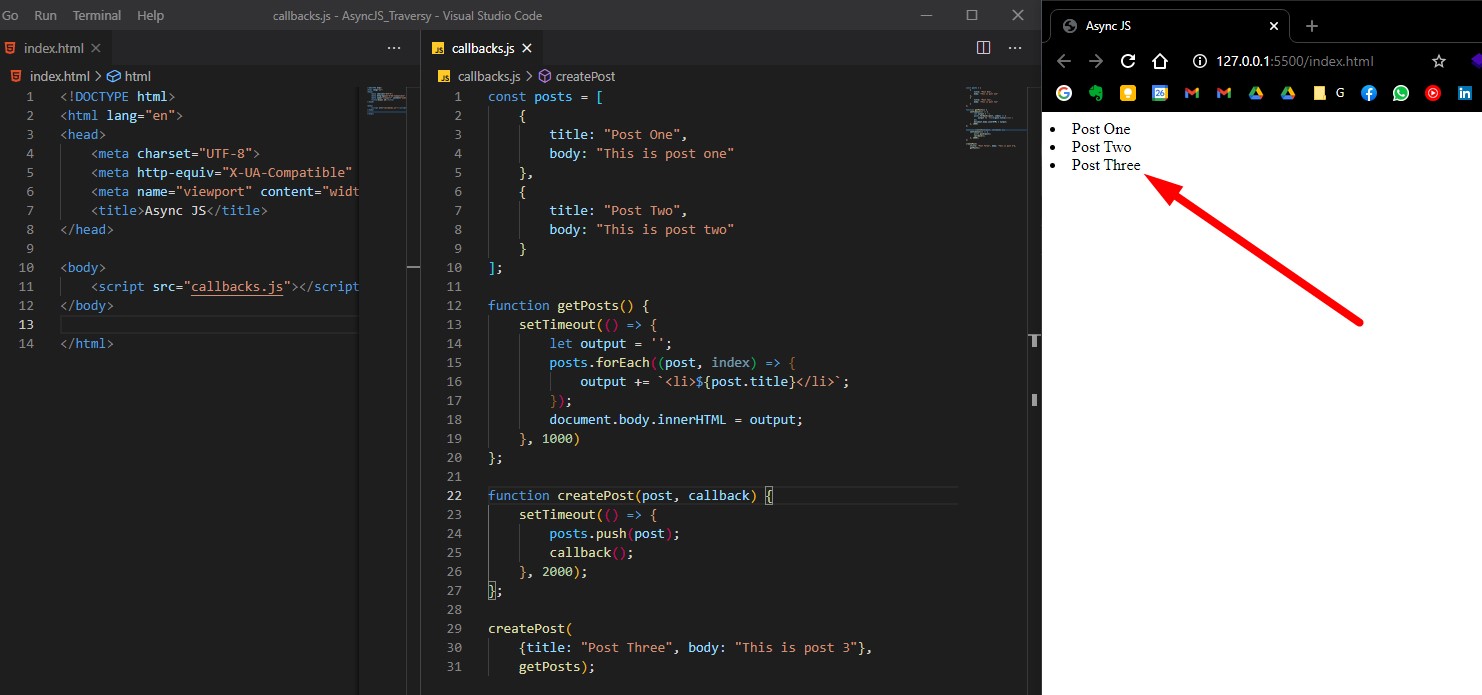 Go Run Terminal Help
callbacks.js - AsyncJS_Traversy - Visual Studio Code
index.html
index.html > html
1 <!DOCTYPE html>
2 <html lang="en">
3 <head>
4 <meta charset="UTF-8">
5 <meta http-equiv="X-UA-Compatible"
6 <meta name="viewport" content="widt
7 <title>Async JS</title>
8 </head>
9
10 <body>
11 <script src="callbacks.js"></script
12 </body>
13
14 </html>
JS callbacks.js
JS callbacks.js > createPost
1 const posts = [
2 {
3 title: "Post One",
4 body: "This is post one"
5 },
6 {
7 title: "Post Two",
8 body: "This is post two"
9 }
10 ];
11
12 function getPosts() {
13 setTimeout(() => {
14 let output = '';
15 posts.forEach((post, index) => {
16 output += `<li>${post.title}</li>`;
17 });
18 document.body.innerHTML = output;
19 }, 1000)
20 };
21
22 function createPost(post, callback) {
23 setTimeout(() => {
24 posts.push(post);
25 callback();
26 }, 2000);
27 };
28
29 createPost(
30 {title: "Post Three", body: "This is post 3"},
31 getPosts);
Async JS
127.0.0.1:5500/index.html
G 26 G in
Post One
Post Two
Post Three